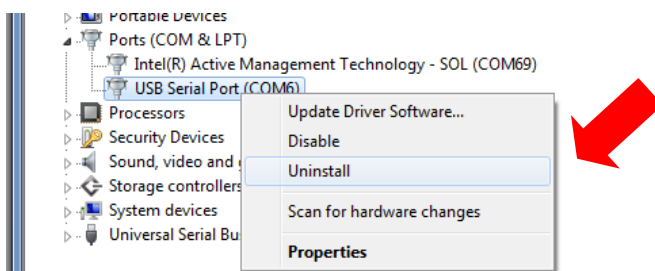 Portable Devices
Ports (COM & LPT)
Intel(R) Active Management Technology - SOL (COM69)
USB Serial Port (COM6)
Processors
Update Driver Software...
Security Devices
Disable
Sound, video and
Uninstall
Storage controllers
System devices
Scan for hardware changes
Universal Serial Bu
Properties